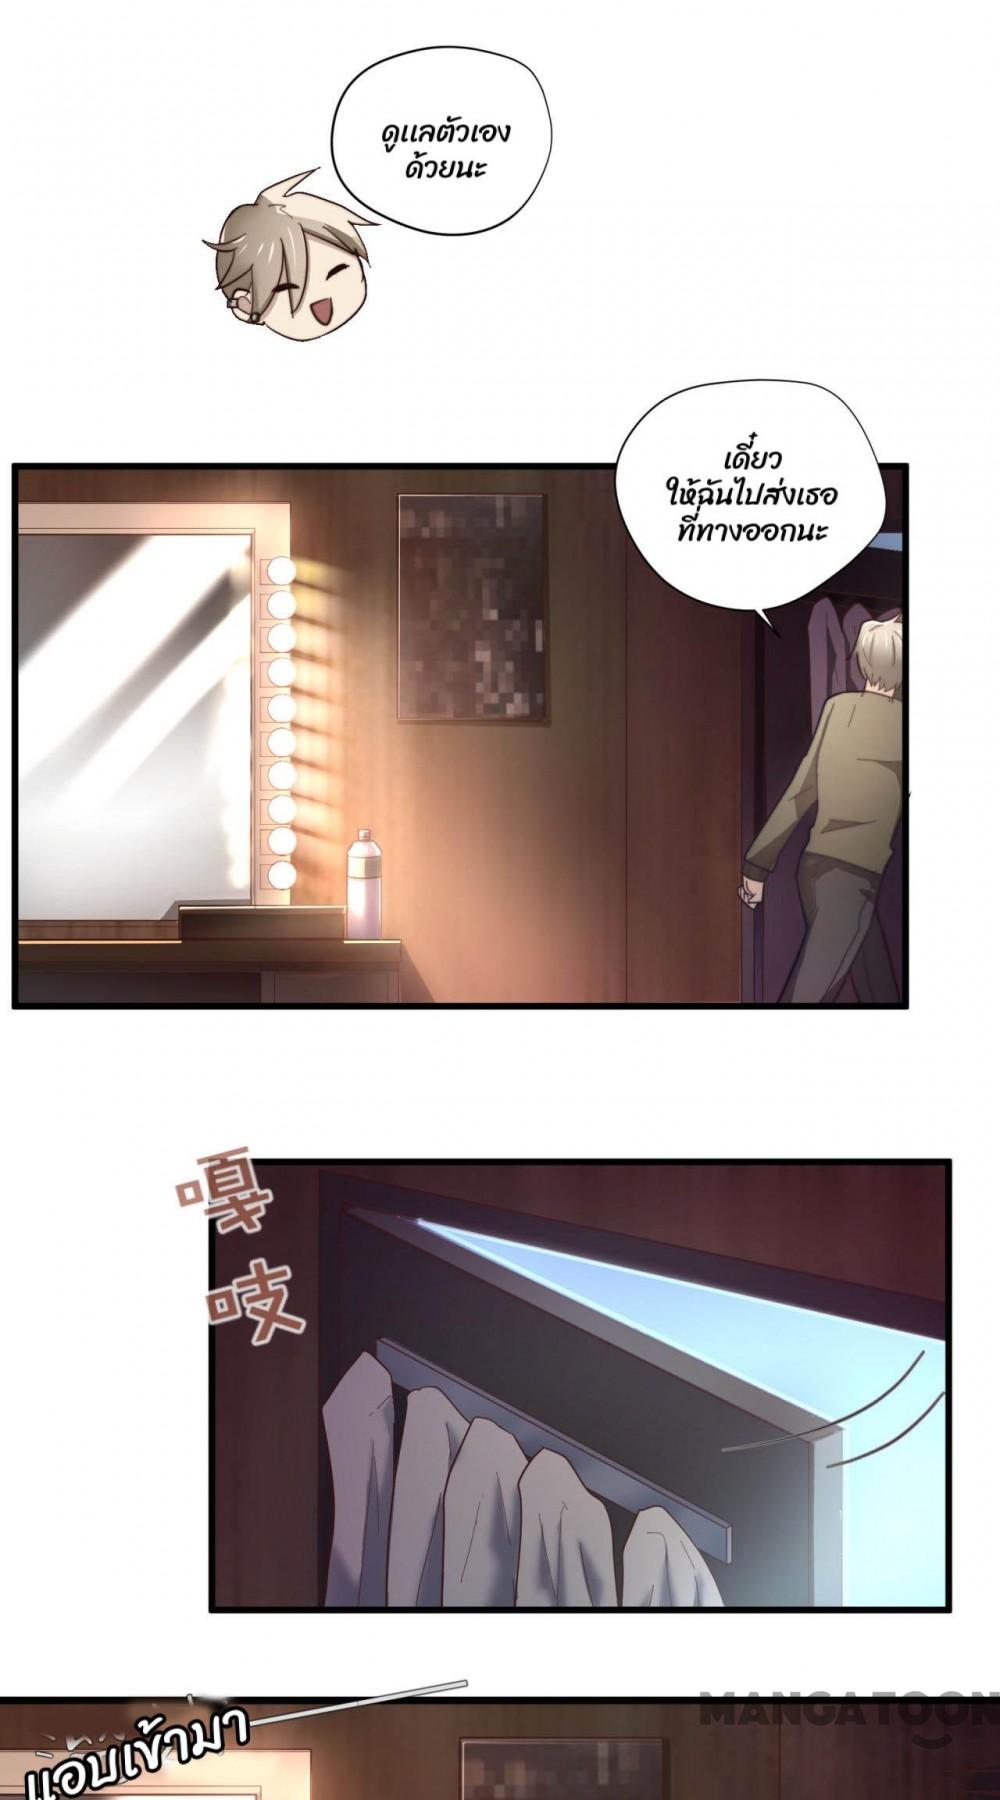 ดูแลตัวเอง
ด้วยนะ
เดี๋ยว
ให้ฉันไปส่งเธอ
ที่ทางออกนะ
嘎
吱
MANGATOON
แอบเข้ามา